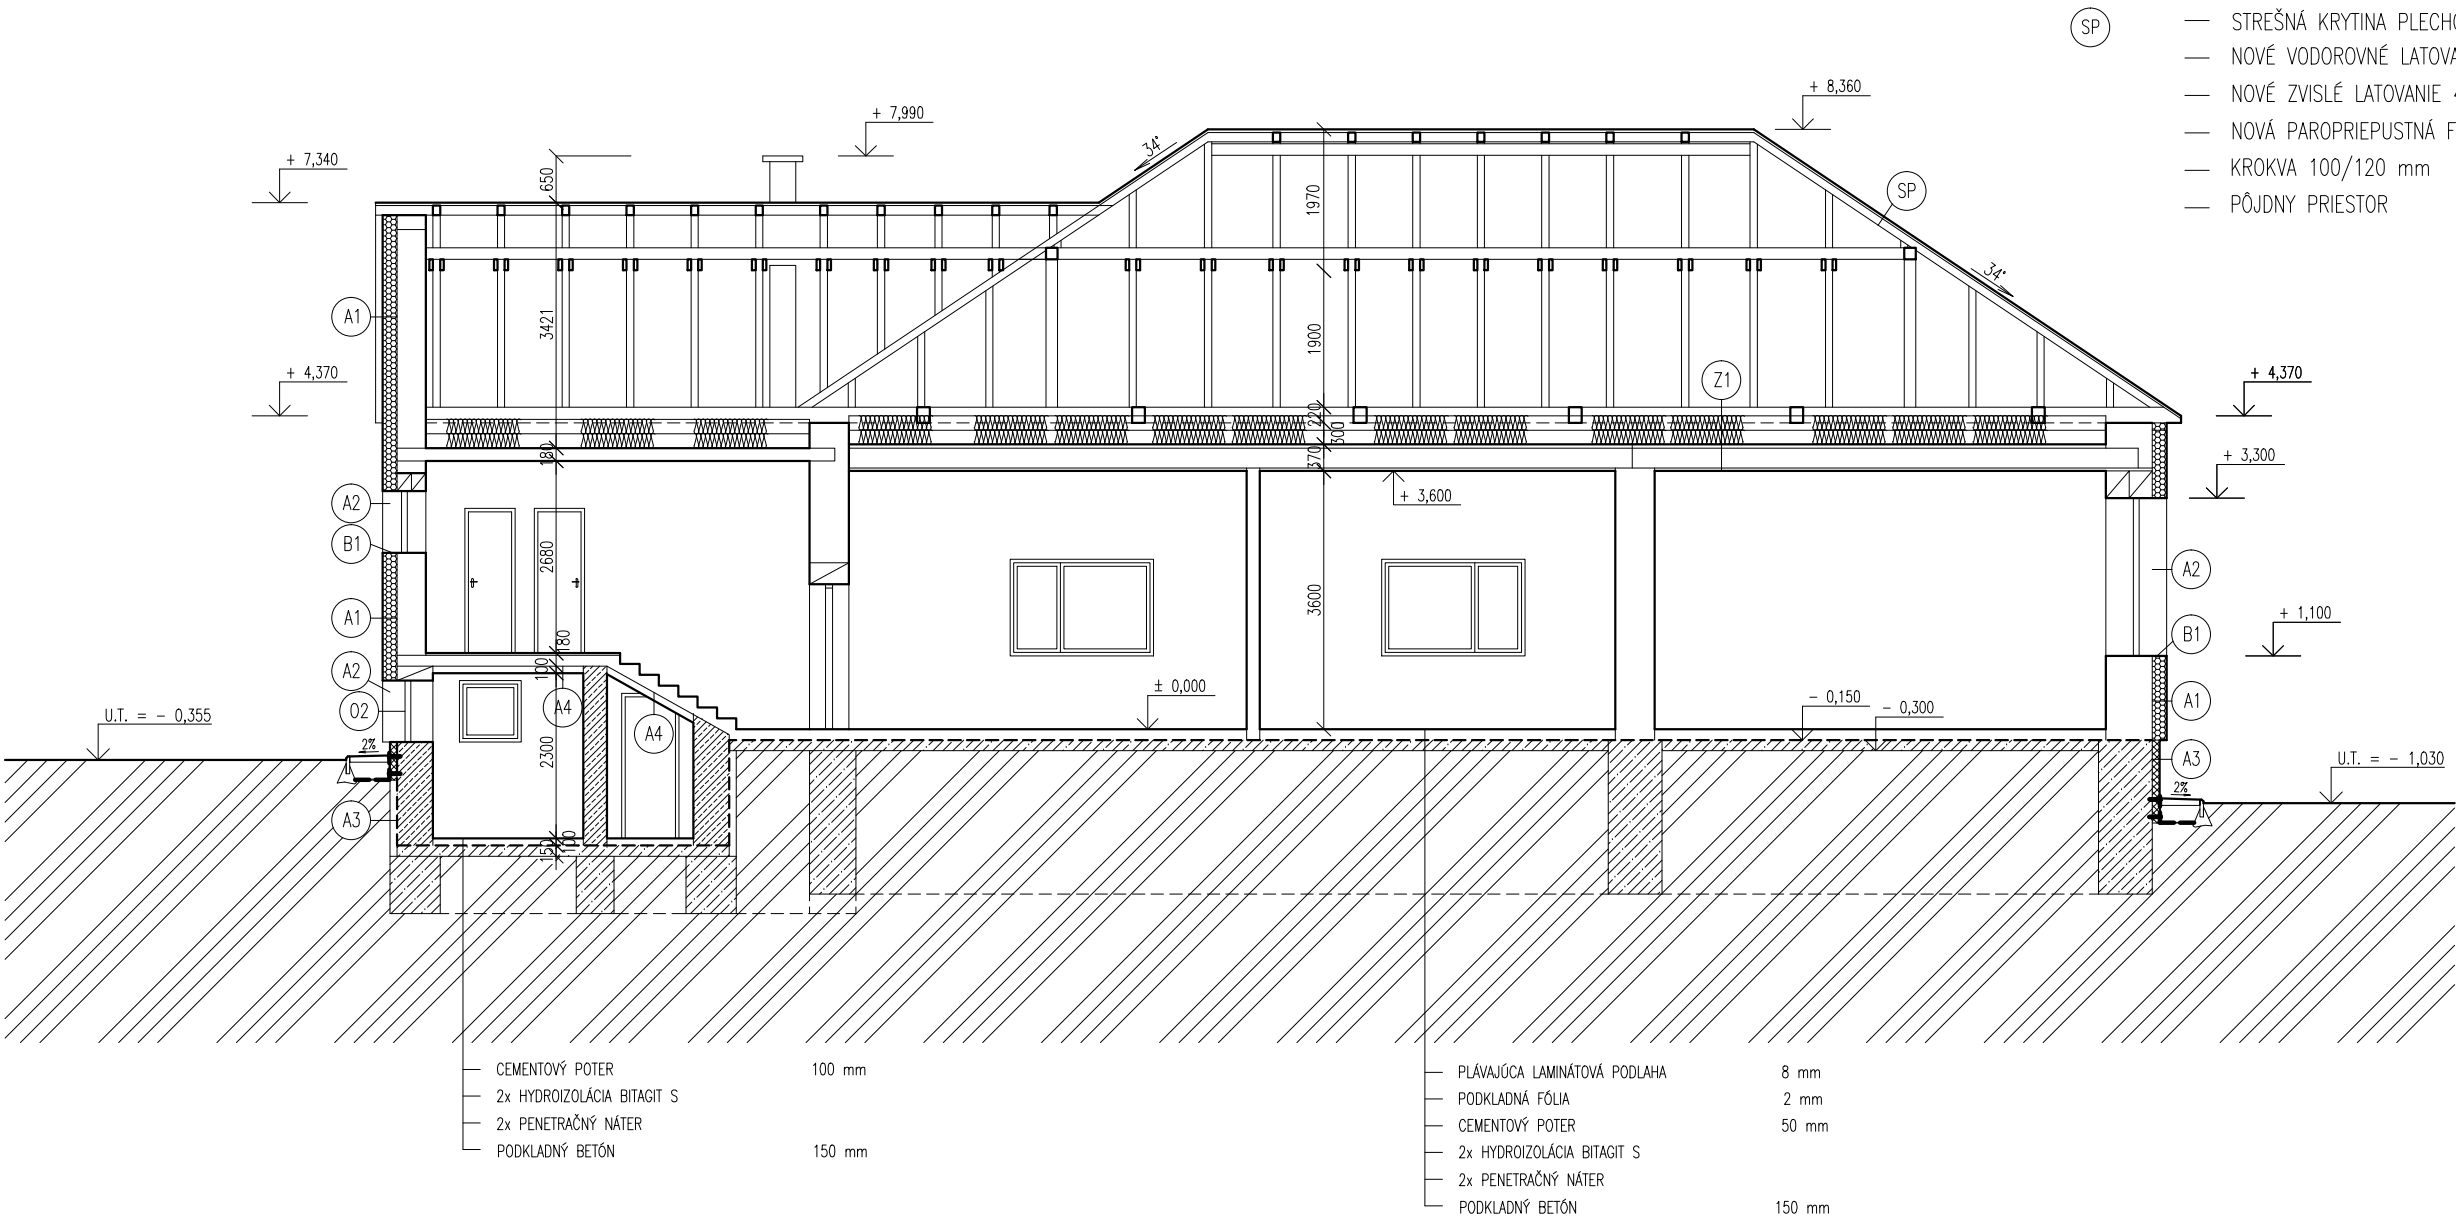 SP
STREŠNÁ KRYTINA
NOVÉ VODOROVNÉ
NOVÉ ZVISLÉ LATOVANIE
NOVÁ PAROPRIEPUSTNÁ
KROKVA 100/120 mm
PÔJDNY PRIESTOR
+ 8,360
+ 7,990
+ 7,340
34°
650
1970
SP
34°
A1
3421
1900
+ 4,370
Z1
+ 4,370
220
300
180
370
+ 3,300
+ 3,600
A2
B1
2680
3600
A2
A1
180
+ 1,100
B1
A2
100
± 0,000
- 0,150
- 0,300
A1
O2
A4
A4
U.T. = - 0,355
2%
2300
A3
U.T. = - 1,030
2%
A3
150
100
CEMENTOVÝ POTER 100 mm
2x HYDROIZOLÁCIA BITAGIT S
2x PENETRAČNÝ NÁTER
PODKLADNÝ BETÓN 150 mm
PLÁVAJÚCA LAMINÁTOVÁ PODLAHA 8 mm
PODKLADNÁ FÓLIA 2 mm
CEMENTOVÝ POTER 50 mm
2x HYDROIZOLÁCIA BITAGIT S
2x PENETRAČNÝ NÁTER
PODKLADNÝ BETÓN 150 mm